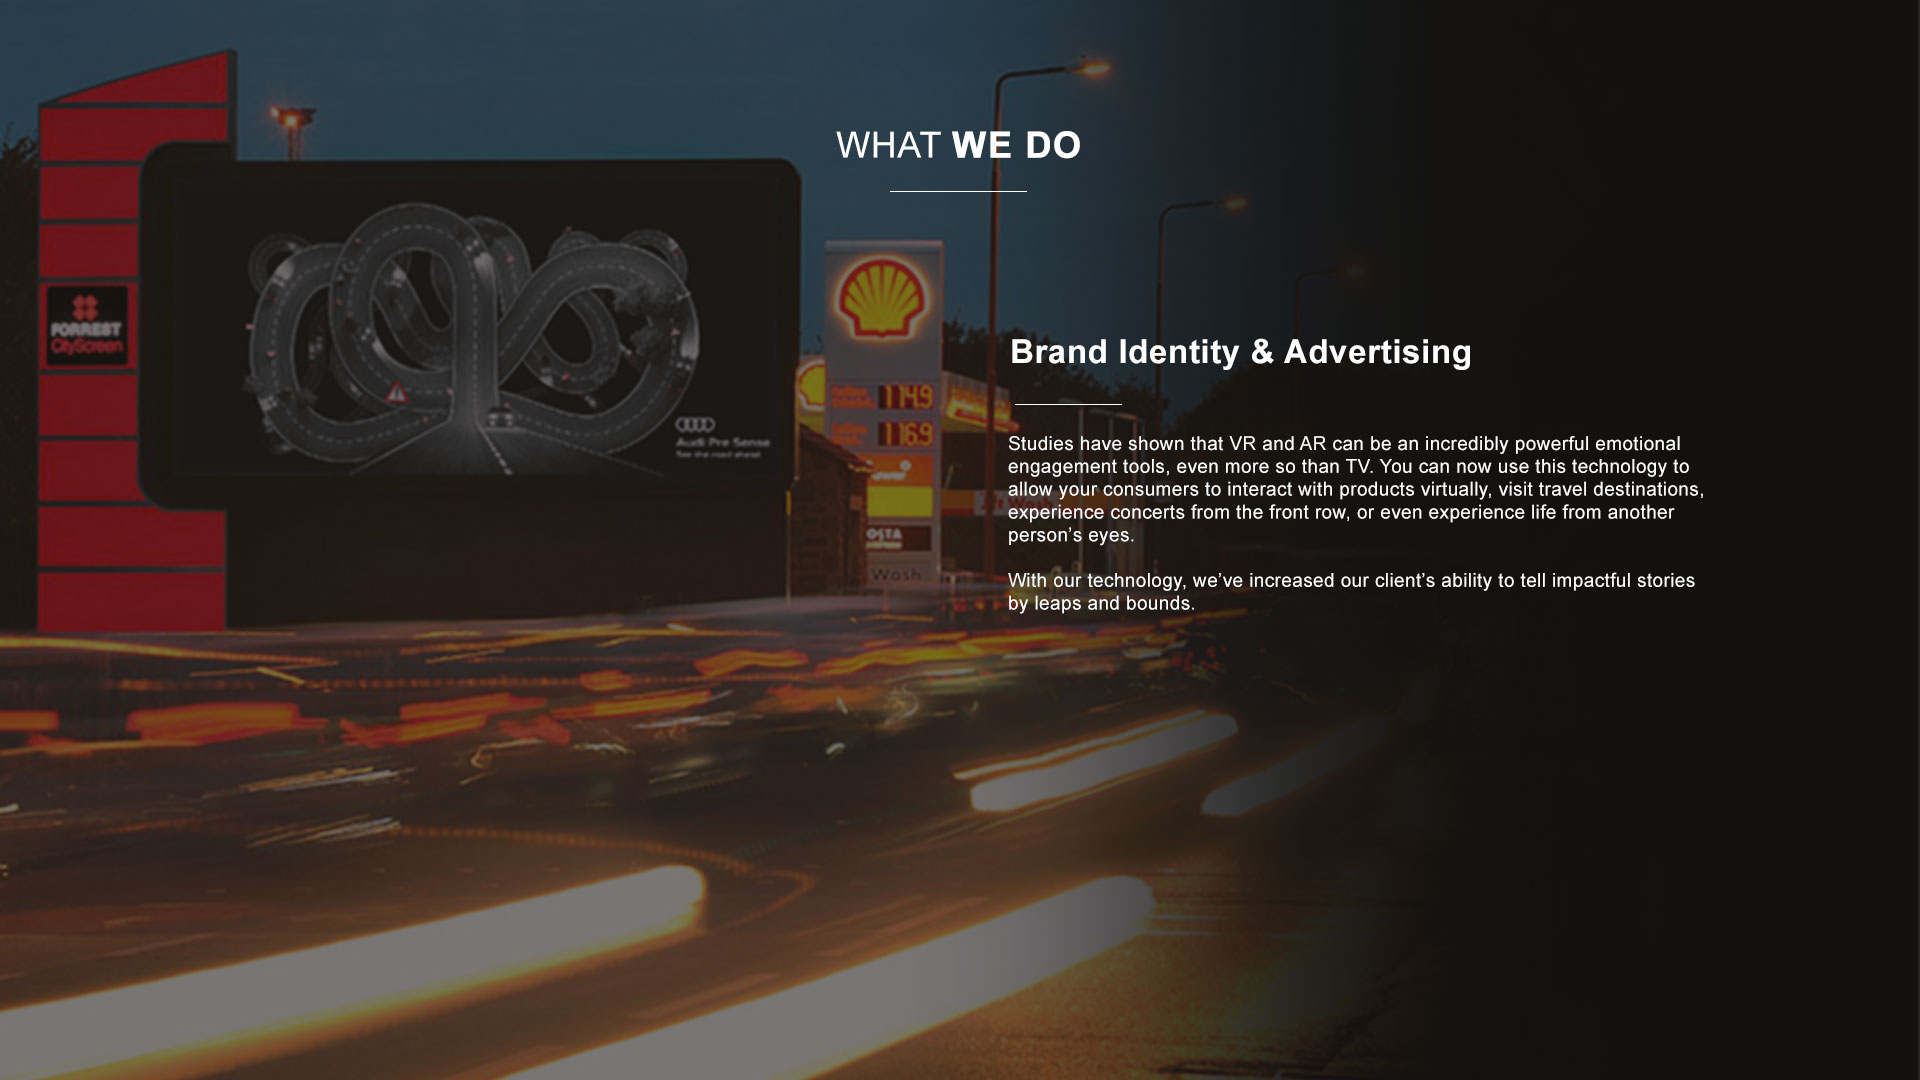 WHAT WE DO
FORREST
CityScreen
114.9
116.9
Audi Pre Sense
See the road ahead
OSTA
Wash
Brand Identity & Advertising
Studies have shown that VR and AR can be an incredibly powerful emotional
engagement tools, even more so than TV. You can now use this technology to
allow your consumers to interact with products virtually, visit travel destinations,
experience concerts from the front row, or even experience life from another
person’s eyes.
With our technology, we’ve increased our client’s ability to tell impactful stories
by leaps and bounds.